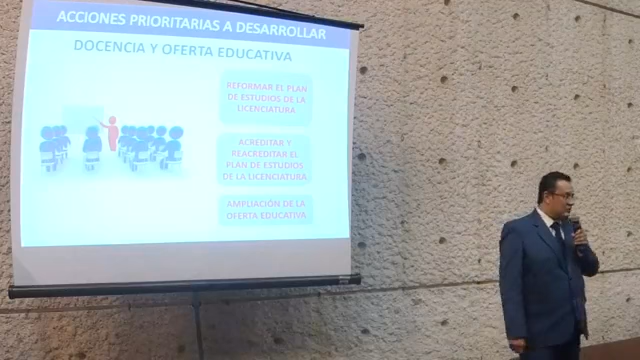 ACCIONES PRIORITARIAS A DESARROLLAR
DOCENCIA Y OFERTA EDUCATIVA
REFORMAR EL PLAN
DE ESTUDIOS DE LA
LICENCIATURA
ACREDITAR Y
REACREDITAR EL
PLAN DE ESTUDIOS
DE LA LICENCIATURA
AMPLIACIÓN DE LA
OFERTA EDUCATIVA